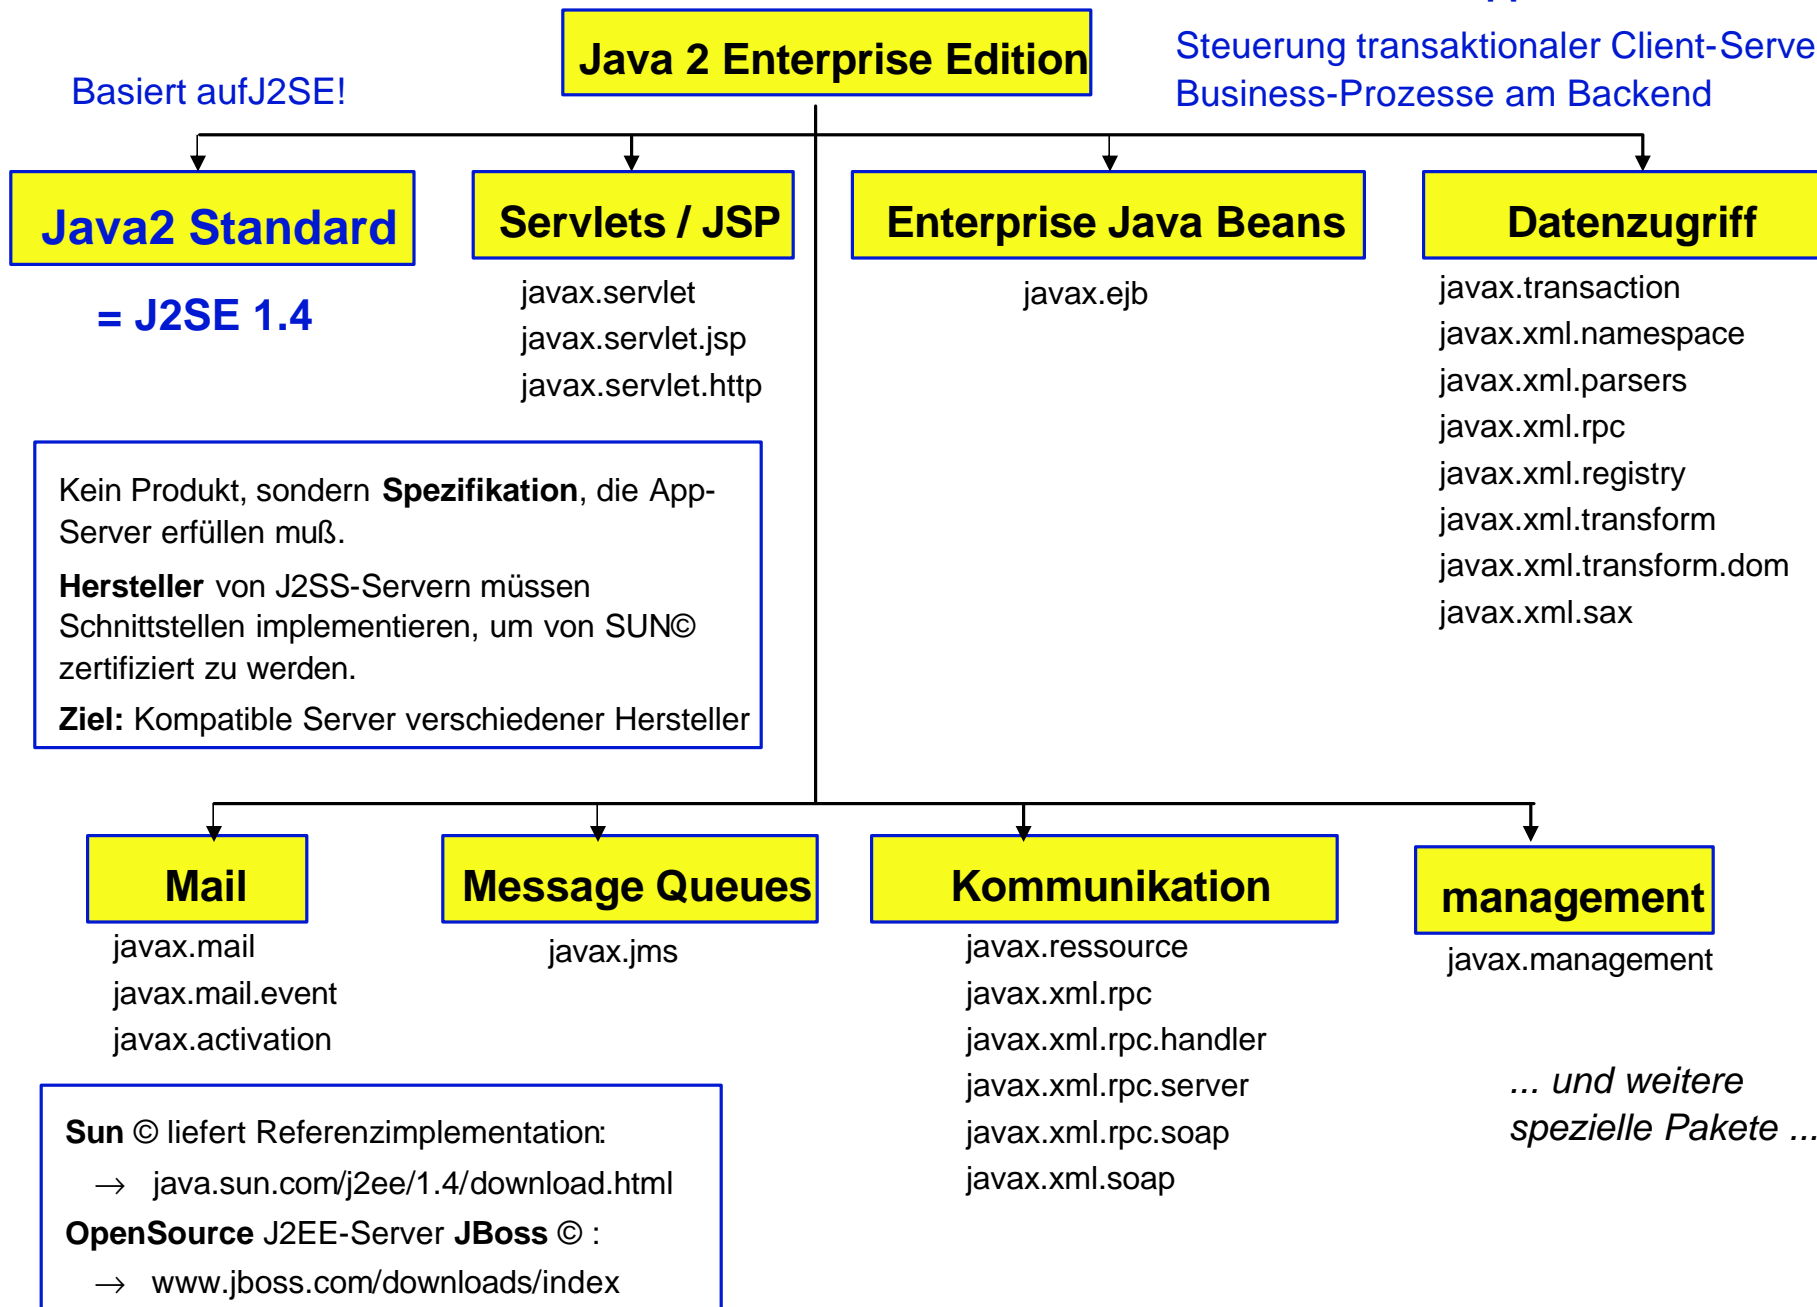 Java 2 Enterprise Edition
Steuerung transaktionaler Client-Serve
Business-Prozesse am Backend
Basiert aufJ2SE!
Java2 Standard
= J2SE 1.4
Servlets / JSP
javax.servlet
javax.servlet.jsp
javax.servlet.http
Enterprise Java Beans
javax.ejb
Datenzugriff
javax.transaction
javax.xml.namespace
javax.xml.parsers
javax.xml.rpc
javax.xml.registry
javax.xml.transform
javax.xml.transform.dom
javax.xml.sax
Kein Produkt, sondern Spezifikation, die App-
Server erfüllen muß.
Hersteller von J2SS-Servern müssen
Schnittstellen implementieren, um von SUN©
zertifiziert zu werden.
Ziel: Kompatible Server verschiedener Hersteller
Mail
javax.mail
javax.mail.event
javax.activation
Message Queues
javax.jms
Kommunikation
javax.ressource
javax.xml.rpc
javax.xml.rpc.handler
javax.xml.rpc.server
javax.xml.rpc.soap
javax.xml.soap
management
javax.management
... und weitere
spezielle Pakete ...
Sun © liefert Referenzimplementation:
→ java.sun.com/j2ee/1.4/download.html
OpenSource J2EE-Server JBoss © :
→ www.jboss.com/downloads/index